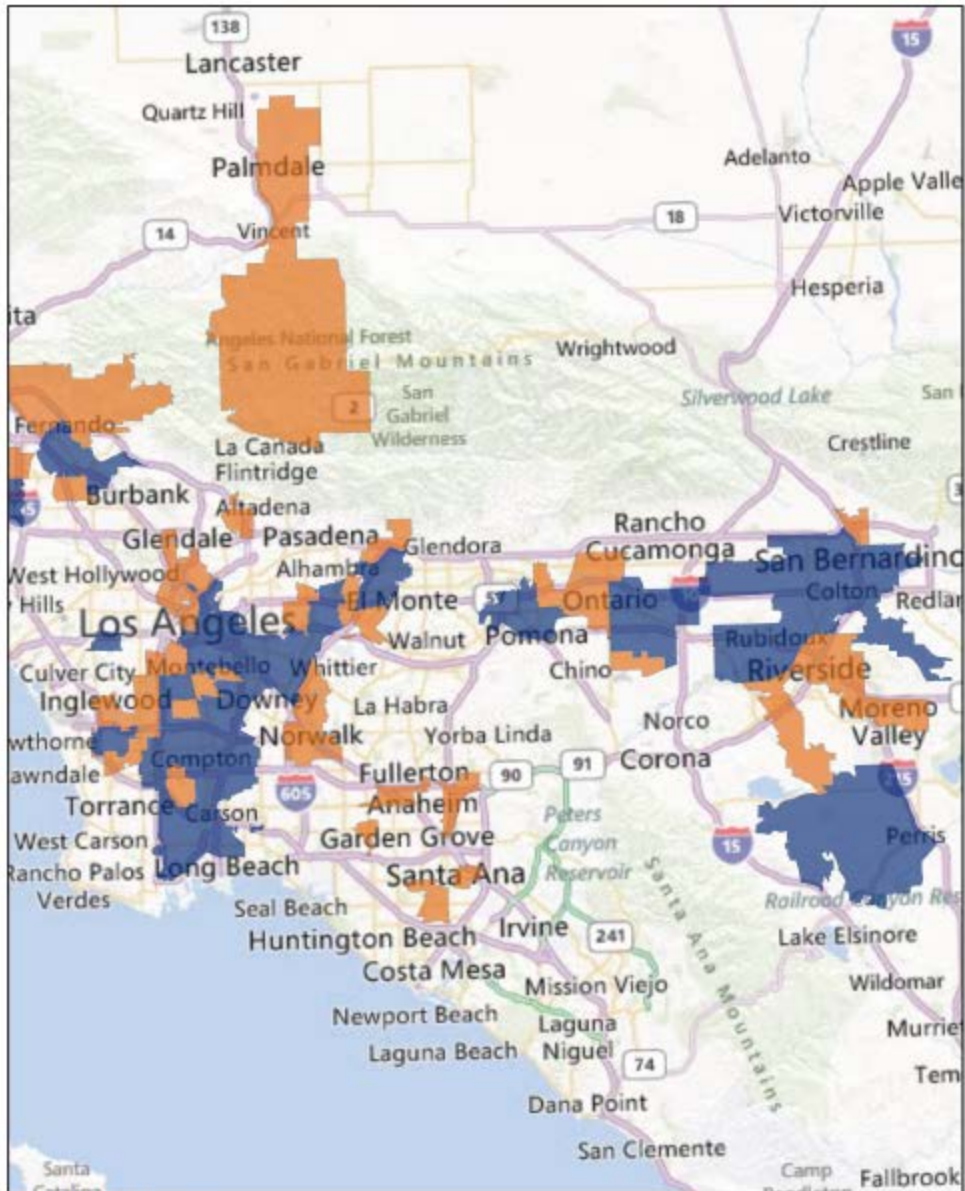 138
15
Lancaster
Quartz Hill
Palmdale
Adelanto
Apple Valle
Victorville
18
14
Vincent
Hesperia
ita
Angeles National Forest
San Gabriel Mountains
Wrightwood
San
Gabriel
Wilderness
2
Silverwood Lake
San
Fernando
La Canada
Flintridge
Crestline
Burbank
Altadena
Rancho
Cucamonga
Glendale
Pasadena
Glendora
San Bernardino
West Hollywood
Alhambra
Colton
Hills
El Monte
57
Ontario
Redlan
Los Angeles
Walnut
Pomona
Rubidoux
Culver City
Montebello
Whittier
Chino
Riverside
Inglewood
Downey
La Habra
Norco
Moreno
Valley
wthorne
Norwalk
Yorba Linda
Corona
awndale
Compton
Fullerton
90
91
215
Torrance
Carson
605
Anaheim
Peters
Canyon
Reservoir
West Carson
Garden Grove
15
Perris
Rancho Palos
Verdes
Long Beach
Santa Ana
Railroad Canyon Res
Seal Beach
Irvine
241
Santa Ana Mountains
Huntington Beach
Lake Elsinore
Costa Mesa
Mission Viejo
Wildomar
Newport Beach
Laguna
Niguel
Murriet
Laguna Beach
74
Tem
Dana Point
San Clemente
Santa
Camp
Fallbrook